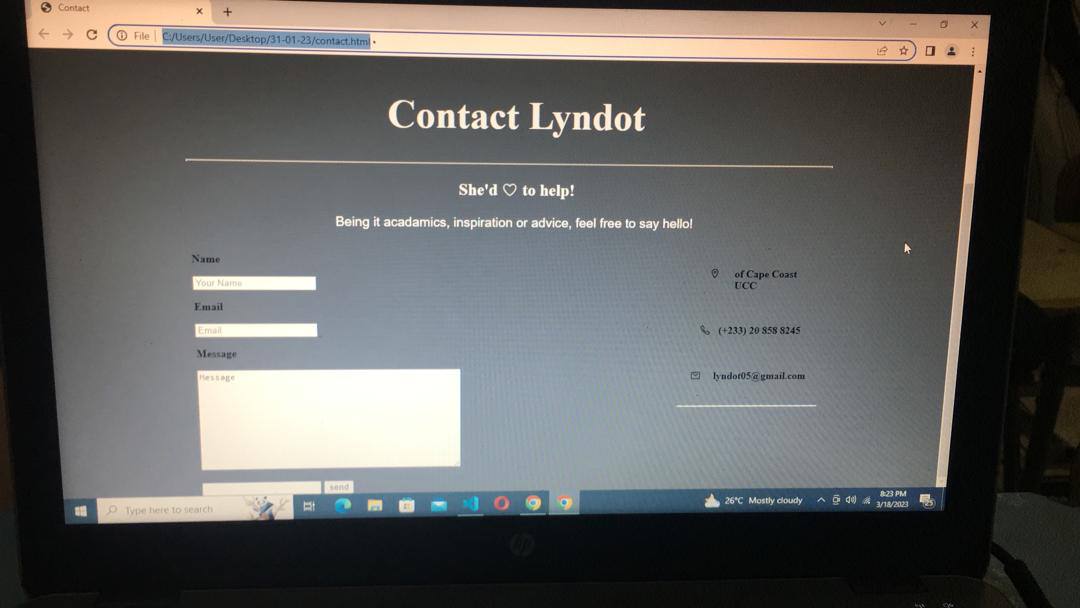 Contact
File
C:/Users/User/Desktop/31-01-23/contact.html
Contact Lyndot
She'd ♡ to help!
Being it acadamics, inspiration or advice, feel free to say hello!
Name
Your Name
Email
Email
Message
Message
send
of Cape Coast
UCC
(+233) 20 858 8245
lyndot05@gmail.com
Type here to search
26°C Mostly cloudy
8:23 PM
3/18/2023
25
hp